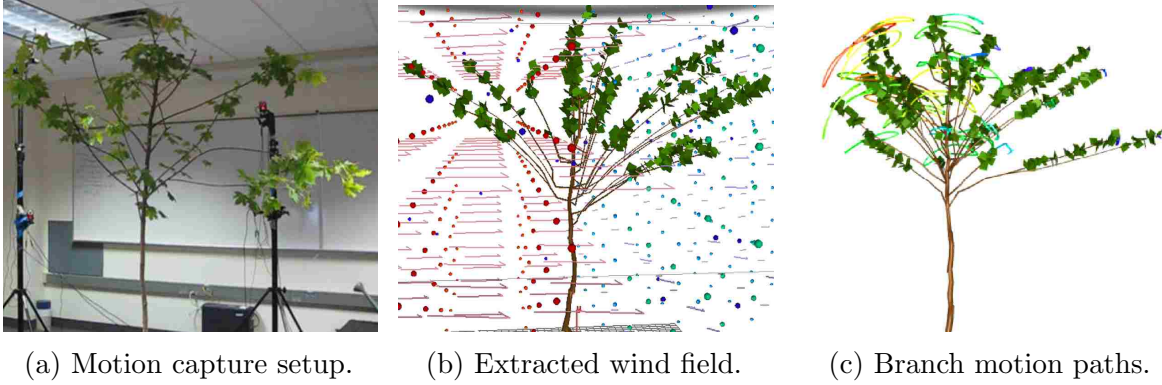 (a) Motion capture setup.
(b) Extracted wind field.
(c) Branch motion paths.